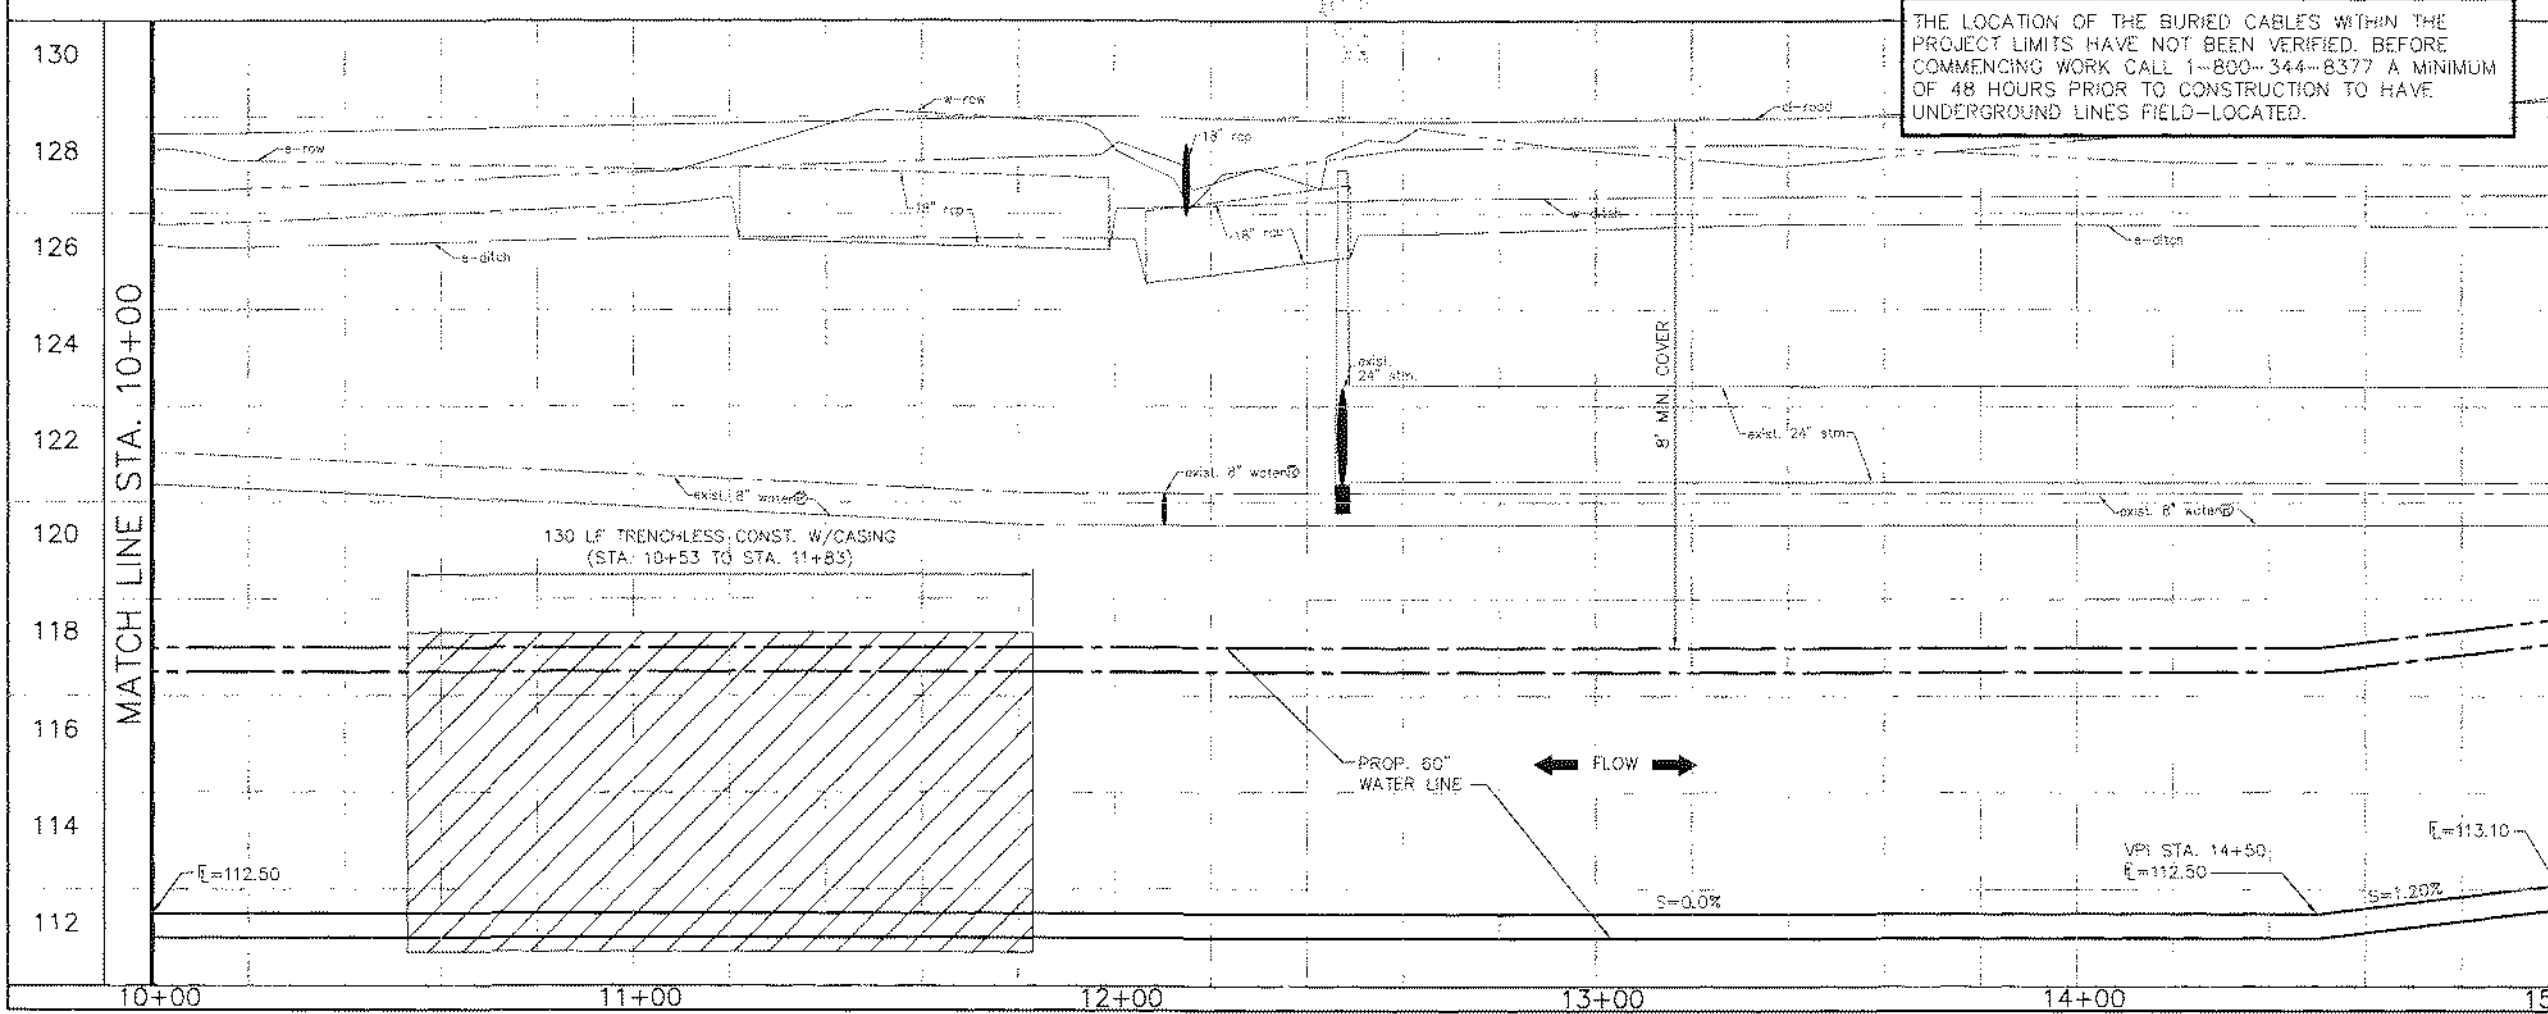 THE LOCATION OF THE BURIED CABLES WITHIN THE
PROJECT LIMITS HAVE NOT BEEN VERIFIED. BEFORE
COMMENCING WORK CALL 1-800-344-8377 A MINIMUM
OF 48 HOURS PRIOR TO CONSTRUCTION TO HAVE
UNDERGROUND LINES FIELD-LOCATED.
130
128
126
124
122
120
118
116
114
112
MATCH LINE STA. 10+00
w-row
e-row
18" rcp
18" rcp
18" rcp
w-ditch
e-ditch
e-ditch
exist.
24" stm.
8' MIN. COVER
exist. 24" stm
exist. 8" water
exist. 8" water
exist. 8" water
130 LF TRENCHLESS CONST. W/CASING
(STA. 10+53 TO STA. 11+83)
PROP. 60"
WATER LINE
FLOW
℄=112.50
S=0.0%
VPI STA. 14+50
℄=112.50
℄=113.10
S=1.20%
10+00
11+00
12+00
13+00
14+00